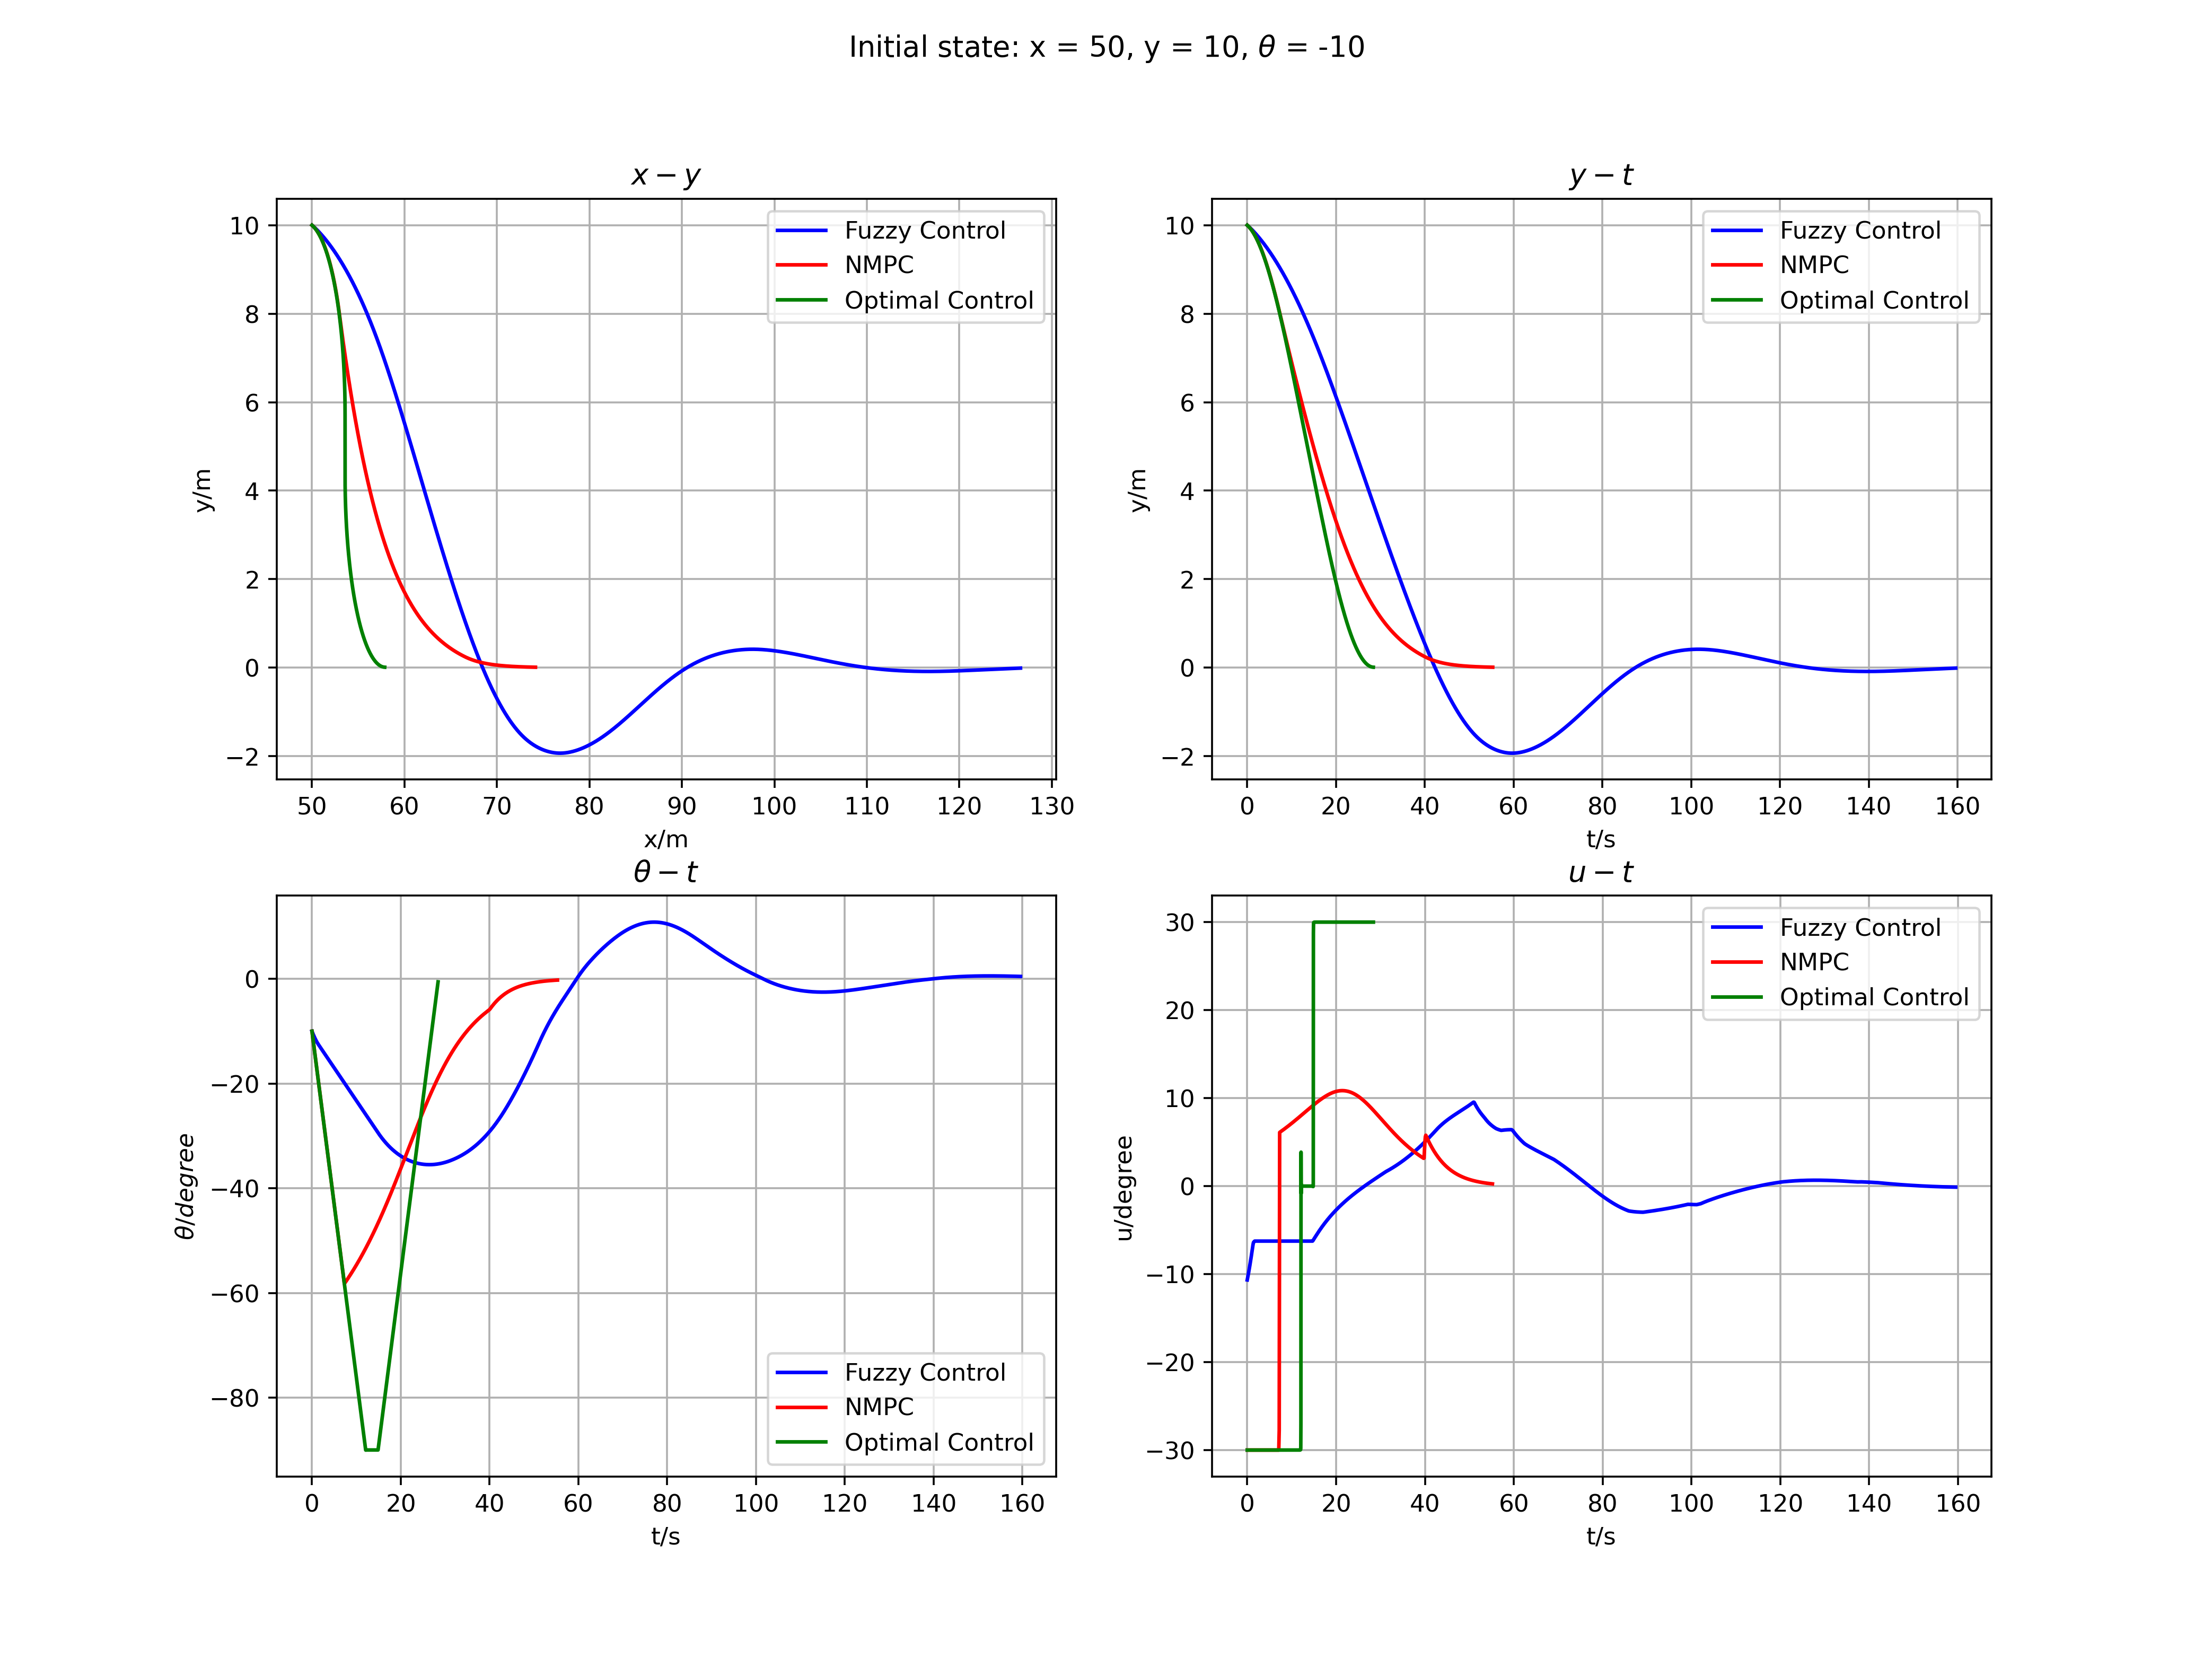 Initial state: x = 50, y = 10, θ = -10
x − y
10
8
6
4
2
0
−2
y/m
50 60 70 80 90 100 110 120 130
x/m
Fuzzy Control
NMPC
Optimal Control
y − t
10
8
6
4
2
0
−2
y/m
0 20 40 60 80 100 120 140 160
t/s
Fuzzy Control
NMPC
Optimal Control
θ − t
0
−20
−40
−60
−80
θ/degree
0 20 40 60 80 100 120 140 160
t/s
Fuzzy Control
NMPC
Optimal Control
u − t
30
20
10
0
−10
−20
−30
u/degree
0 20 40 60 80 100 120 140 160
t/s
Fuzzy Control
NMPC
Optimal Control